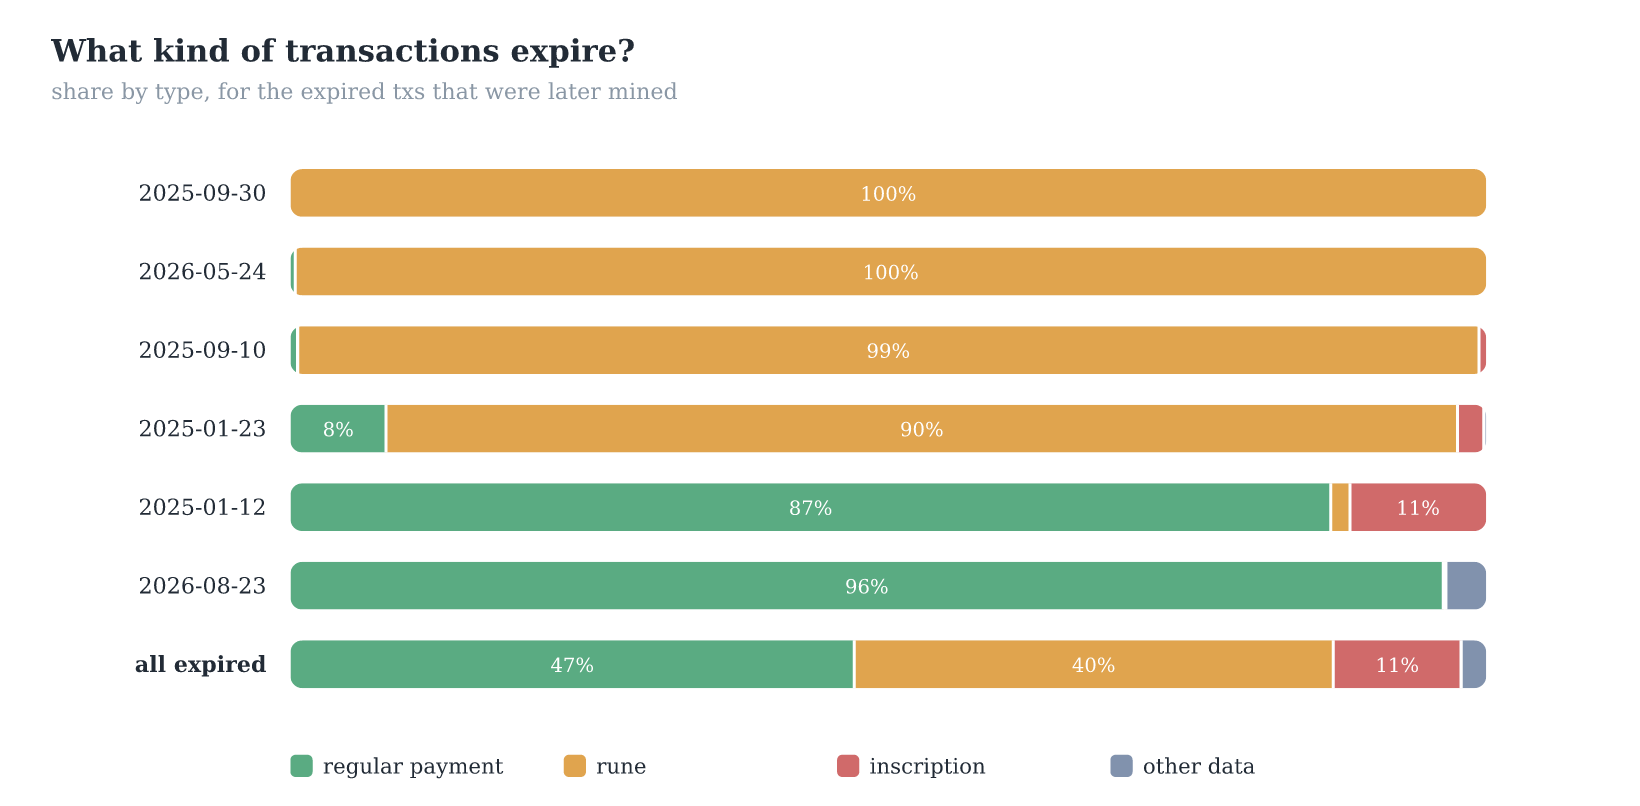 What kind of transactions expire?
share by type, for the expired txs that were later mined
2025-09-30 100%
2026-05-24 100%
2025-09-10 99%
2025-01-23 8% 90%
2025-01-12 87% 11%
2026-08-23 96%
all expired 47% 40% 11%
regular payment rune inscription other data